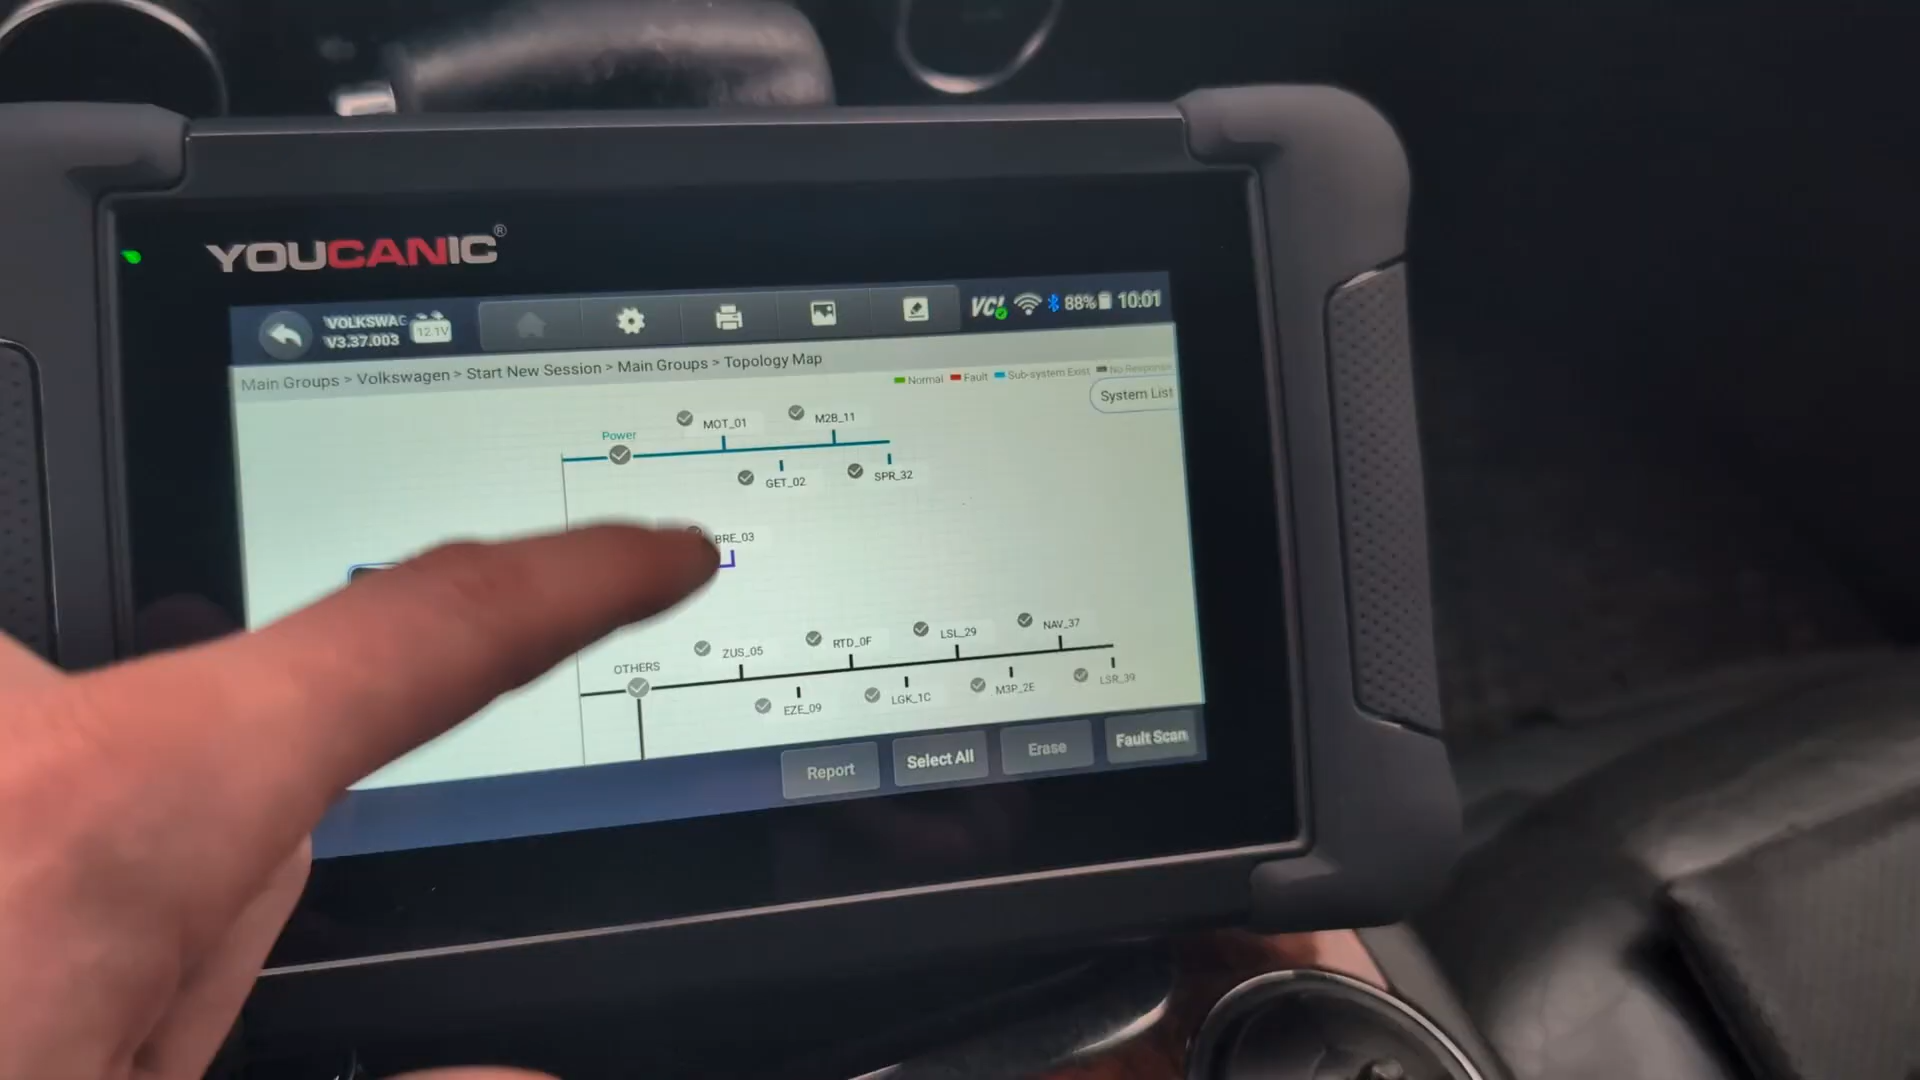 YOUCANIC®
VOLKSWAG
V3.37.003
12.1V
VCI
88%
10:01
Main Groups > Volkswagen > Start New Session > Main Groups > Topology Map
Normal
Fault
Sub-system Exist
No Response
System List
Power
MOT_01
M2B_11
GET_02
SPR_32
BRE_03
OTHERS
ZUS_05
RTD_0F
LSL_29
NAV_37
EZE_09
LGK_1C
M3P_2E
LSR_39
Report
Select All
Erase
Fault Scan